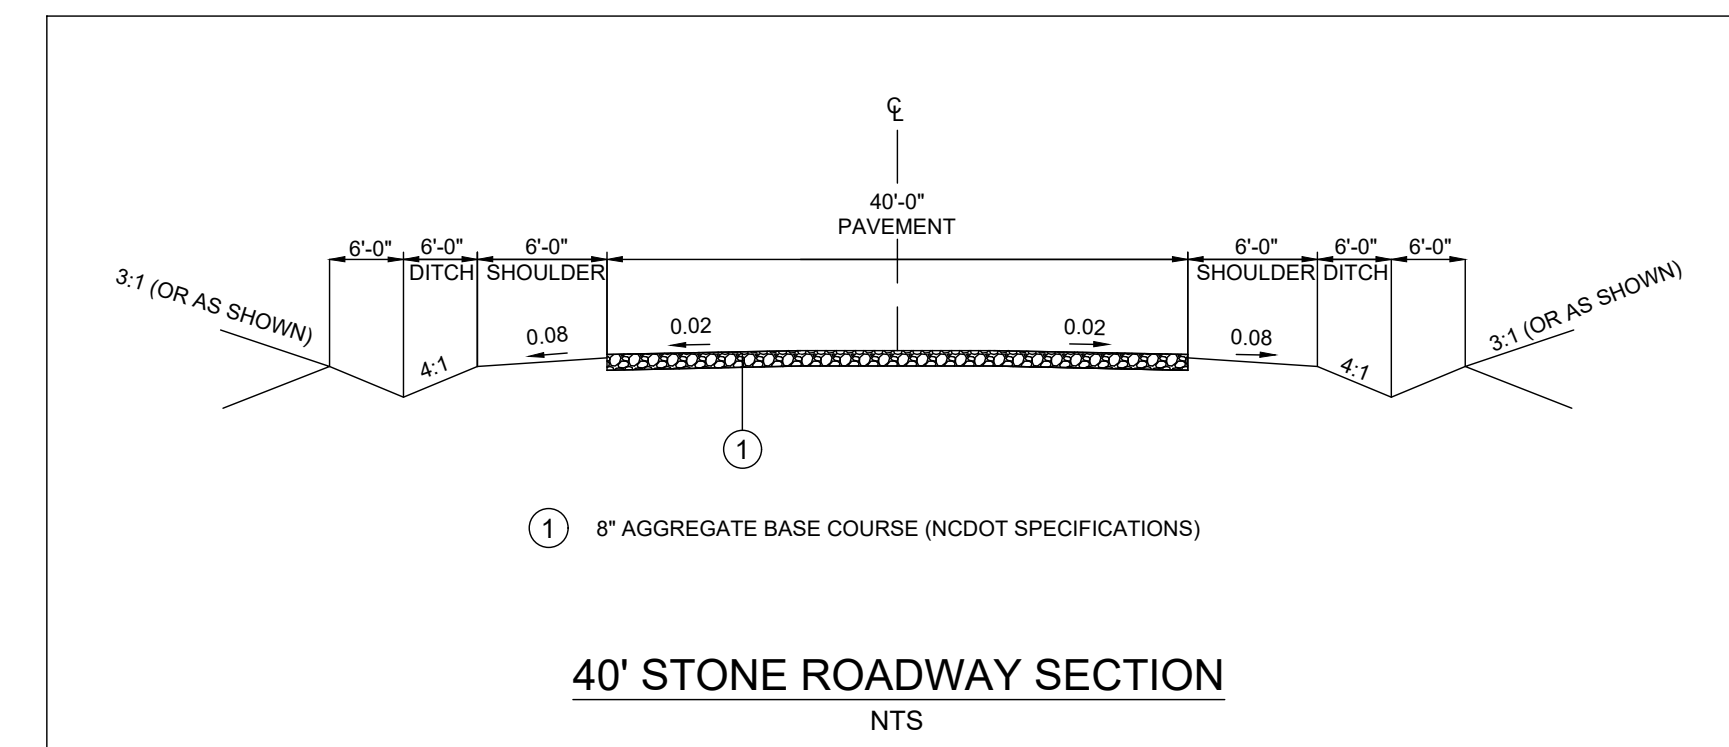 ℄
40'-0"
PAVEMENT
6'-0" 6'-0" 6'-0" 6'-0" 6'-0" 6'-0"
DITCH SHOULDER SHOULDER DITCH
3:1 (OR AS SHOWN) 3:1 (OR AS SHOWN)
0.08 0.02 0.02 0.08
4:1 4:1
1
1 8" AGGREGATE BASE COURSE (NCDOT SPECIFICATIONS)
40' STONE ROADWAY SECTION
NTS